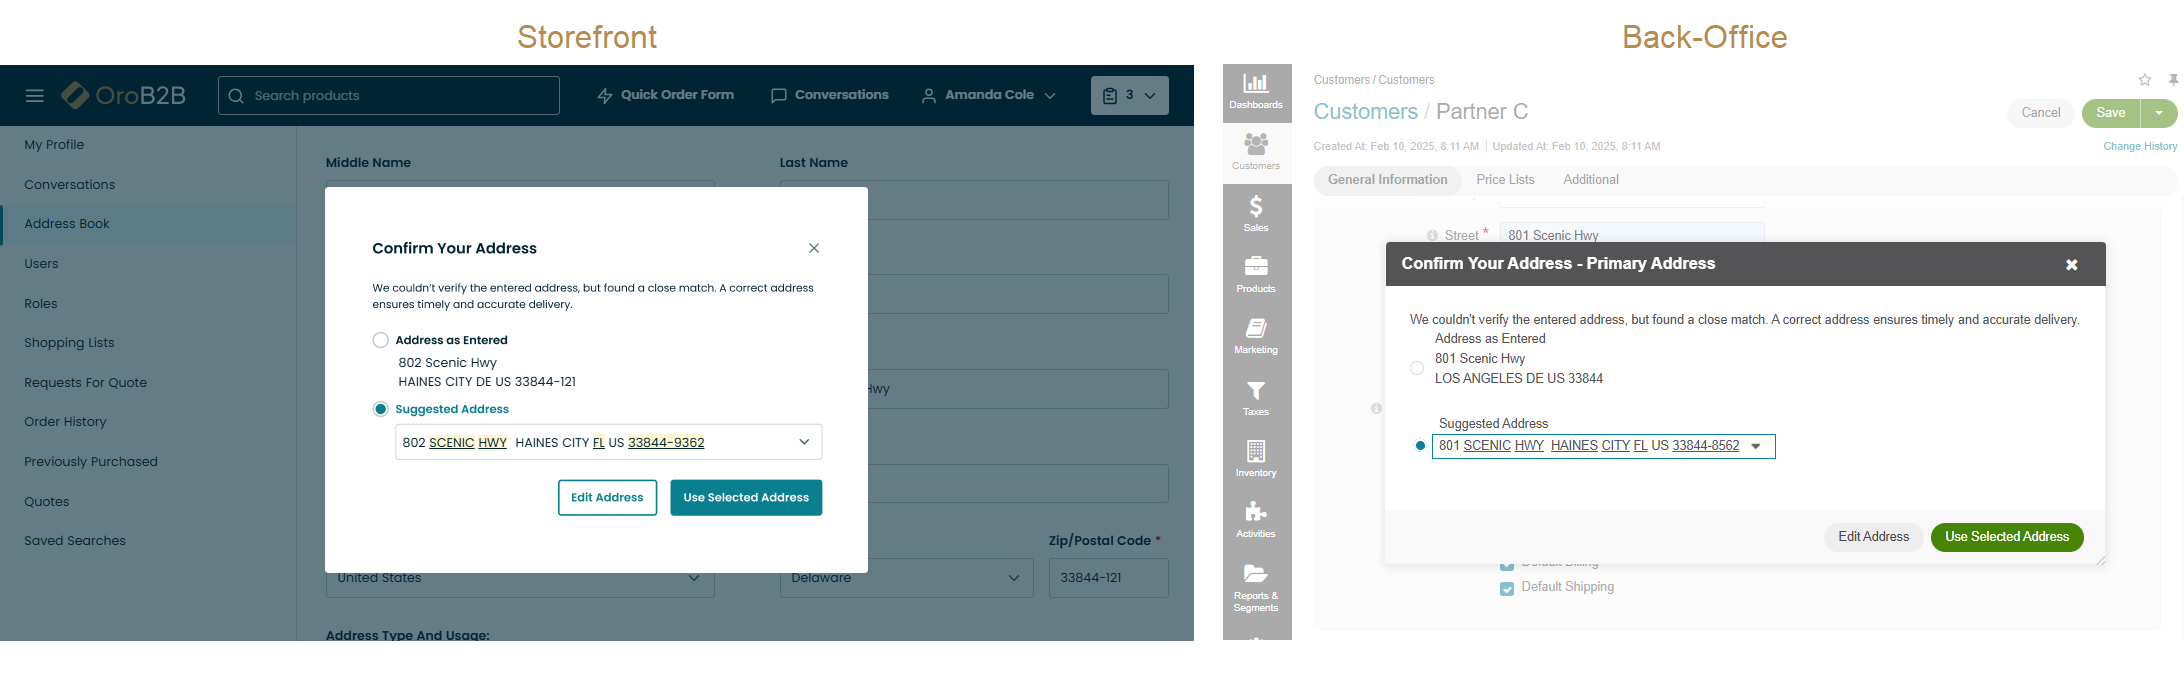 Storefront
OroB2B
Search products
Quick Order Form
Conversations
Amanda Cole
3
My Profile
Conversations
Address Book
Users
Roles
Shopping Lists
Requests For Quote
Order History
Previously Purchased
Quotes
Saved Searches
Middle Name
Last Name
Confirm Your Address
We couldn't verify the entered address, but found a close match. A correct address
ensures timely and accurate delivery.
Address as Entered
802 Scenic Hwy
HAINES CITY DE US 33844-121
Hwy
Suggested Address
802 SCENIC HWY HAINES CITY FL US 33844-9362
Edit Address
Use Selected Address
Zip/Postal Code *
United States
Delaware
33844-121
Address Type And Usage:
Back-Office
Dashboards
Customers
Sales
Products
Marketing
Taxes
Inventory
Activities
Reports &
Segments
Customers / Customers
Customers / Partner C
Cancel
Save
Created At: Feb 10, 2025, 8:11 AM | Updated At: Feb 10, 2025, 8:11 AM
Change History
General Information
Price Lists
Additional
Street *
801 Scenic Hwy
Confirm Your Address - Primary Address
We couldn't verify the entered address, but found a close match. A correct address ensures timely and accurate delivery.
Address as Entered
801 Scenic Hwy
LOS ANGELES DE US 33844
Suggested Address
801 SCENIC HWY HAINES CITY FL US 33844-8562
Edit Address
Use Selected Address
Default Billing
Default Shipping